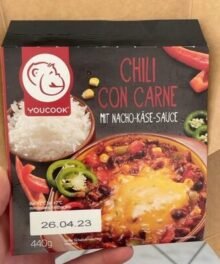 YOUCOOK
CHILI
CON CARNE
MIT NACHO-KÄSE-SAUCE
26.04.23
440g